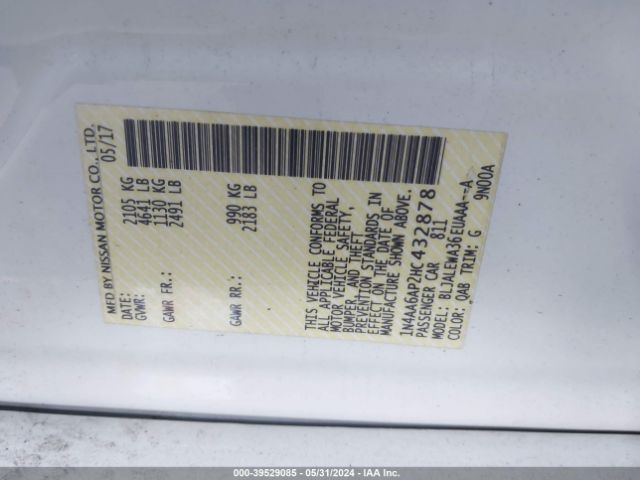 MFD BY NISSAN MOTOR CO., LTD.
DATE: 05/17
GVWR: 2105 KG
4641 LB
GAWR FR.: 1130 KG
2491 LB
GAWR RR.: 990 KG
2183 LB
THIS VEHICLE CONFORMS TO
ALL APPLICABLE FEDERAL
MOTOR VEHICLE SAFETY,
BUMPER, AND THEFT
PREVENTION STANDARDS IN
EFFECT ON THE DATE OF
MANUFACTURE SHOWN ABOVE.
1N4AA6AP2HC432878
PASSENGER CAR 811
MODEL: BLJALEWA36EUAAA--A
COLOR: QAB TRIM: G 9N00A
000-39529085 - 05/31/2024 - IAA Inc.